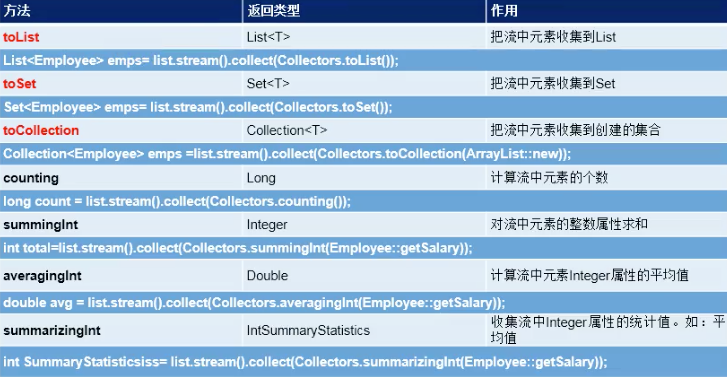 方法 返回类型 作用
toList List<T> 把流中元素收集到List
List<Employee> emps= list.stream().collect(Collectors.toList());
toSet Set<T> 把流中元素收集到Set
Set<Employee> emps= list.stream().collect(Collectors.toSet());
toCollection Collection<T> 把流中元素收集到创建的集合
Collection<Employee> emps =list.stream().collect(Collectors.toCollection(ArrayList::new));
counting Long 计算流中元素的个数
long count = list.stream().collect(Collectors.counting());
summingInt Integer 对流中元素的整数属性求和
int total=list.stream().collect(Collectors.summingInt(Employee::getSalary));
averagingInt Double 计算流中元素Integer属性的平均值
double avg = list.stream().collect(Collectors.averagingInt(Employee::getSalary));
summarizingInt IntSummaryStatistics 收集流中Integer属性的统计值。如：平
均值
int SummaryStatisticsiss= list.stream().collect(Collectors.summarizingInt(Employee::getSalary));